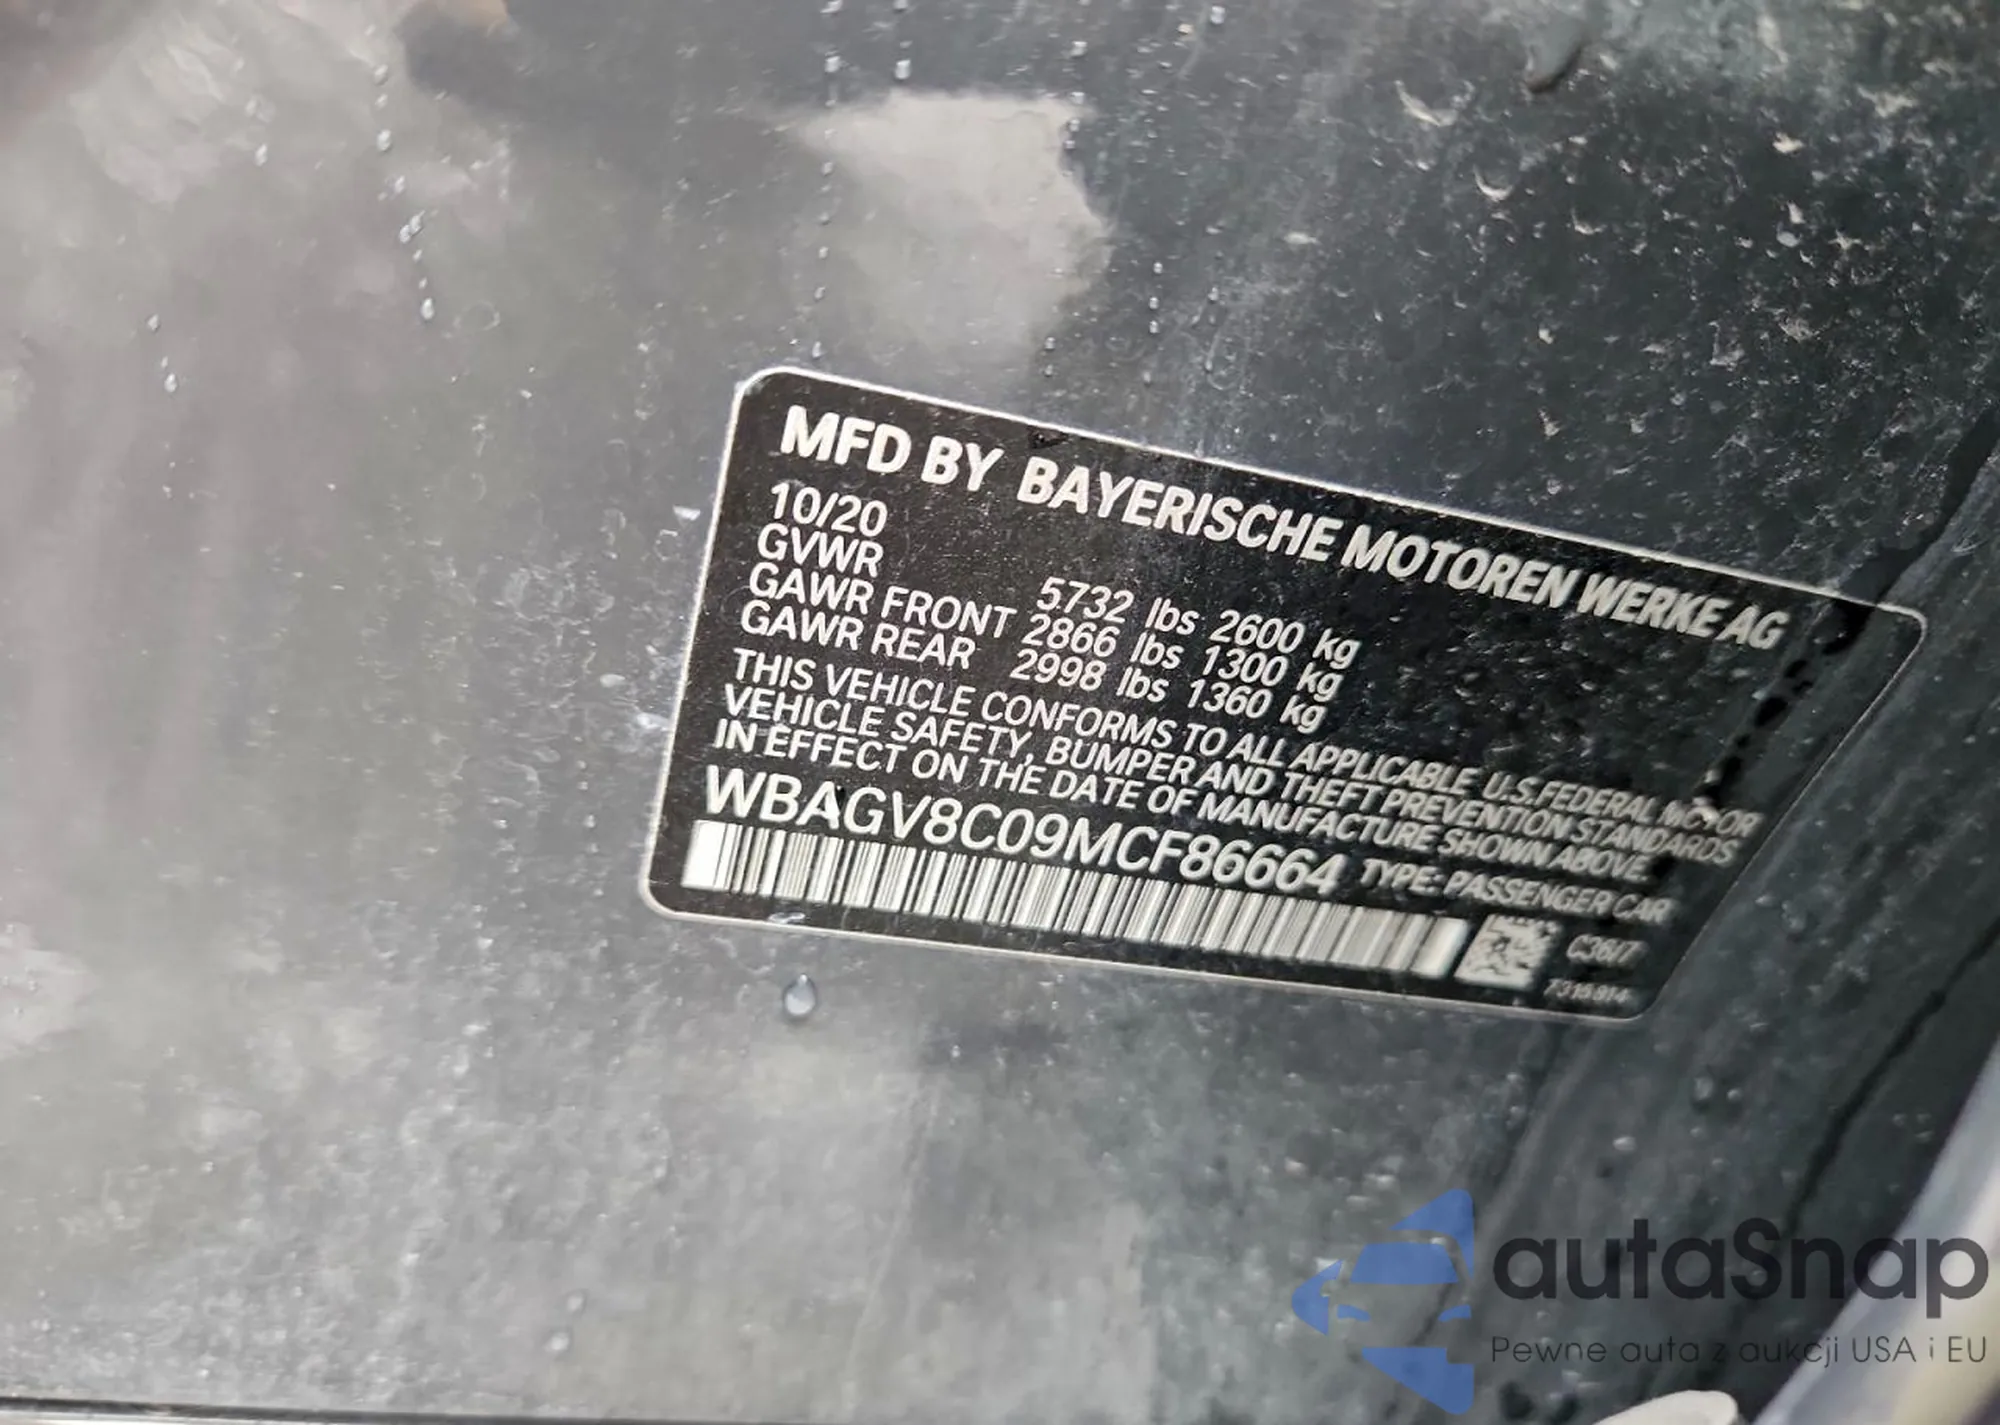 MFD BY BAYERISCHE MOTOREN WERKE AG
10/20
GVWR 5732 lbs 2600 kg
GAWR FRONT 2866 lbs 1300 kg
GAWR REAR 2998 lbs 1360 kg
THIS VEHICLE CONFORMS TO ALL APPLICABLE U.S.FEDERAL MOTOR
VEHICLE SAFETY, BUMPER AND THEFT PREVENTION STANDARDS
IN EFFECT ON THE DATE OF MANUFACTURE SHOWN ABOVE.
WBAGV8C09MCF86664 TYPE: PASSENGER CAR
C36/7
7315914
autaSnap
Pewne auta z aukcji USA i EU